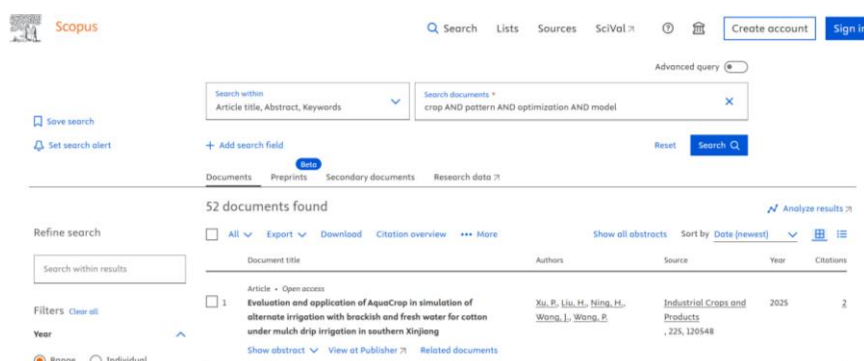 Scopus
Search Lists Sources SciVal Create account Sign in
Advanced query
Search within
Article title, Abstract, Keywords
Search documents *
crop AND pattern AND optimization AND model
Save search
Set search alert
+ Add search field
Reset Search
Beta
Documents Preprints Secondary documents Research data
52 documents found
Analyze results
Refine search
All Export Download Citation overview ••• More Show all abstracts Sort by Date (newest)
Search within results
Document title Authors Source Year Citations
Filters Clear all
Article • Open access
1 Evaluation and application of AquaCrop in simulation of Xu, P., Liu, H., Ning, H., Industrial Crops and 2025 2
alternate irrigation with brackish and fresh water for cotton Wang, J., Wang, P. Products
under mulch drip irrigation in southern Xinjiang , 225, 120548
Year
Show abstract View at Publisher Related documents
Range Individual